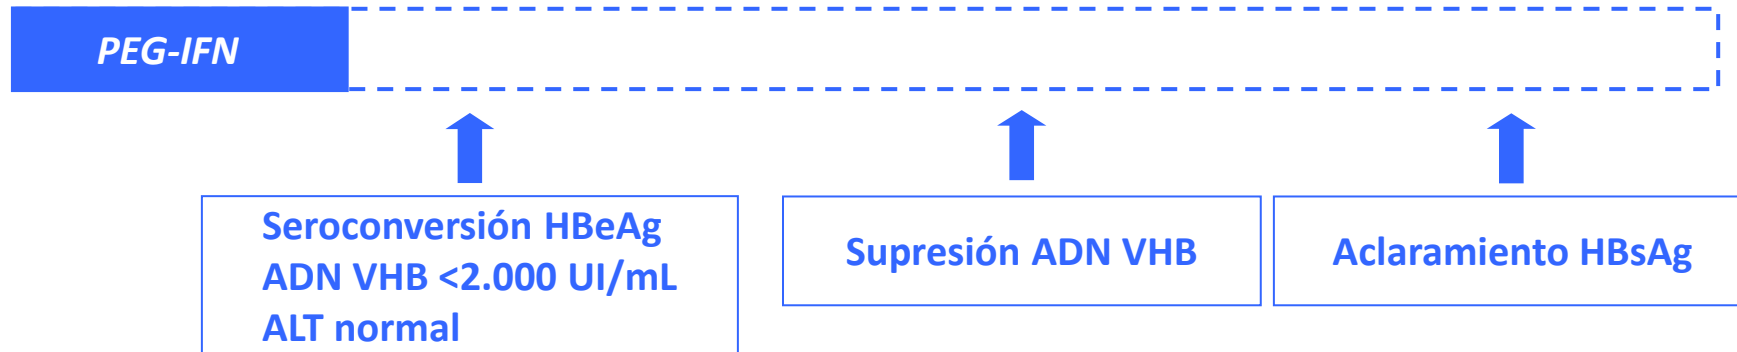 PEG-IFN
Seroconversión HBeAg
ADN VHB <2.000 UI/mL
ALT normal
Supresión ADN VHB
Aclaramiento HBsAg